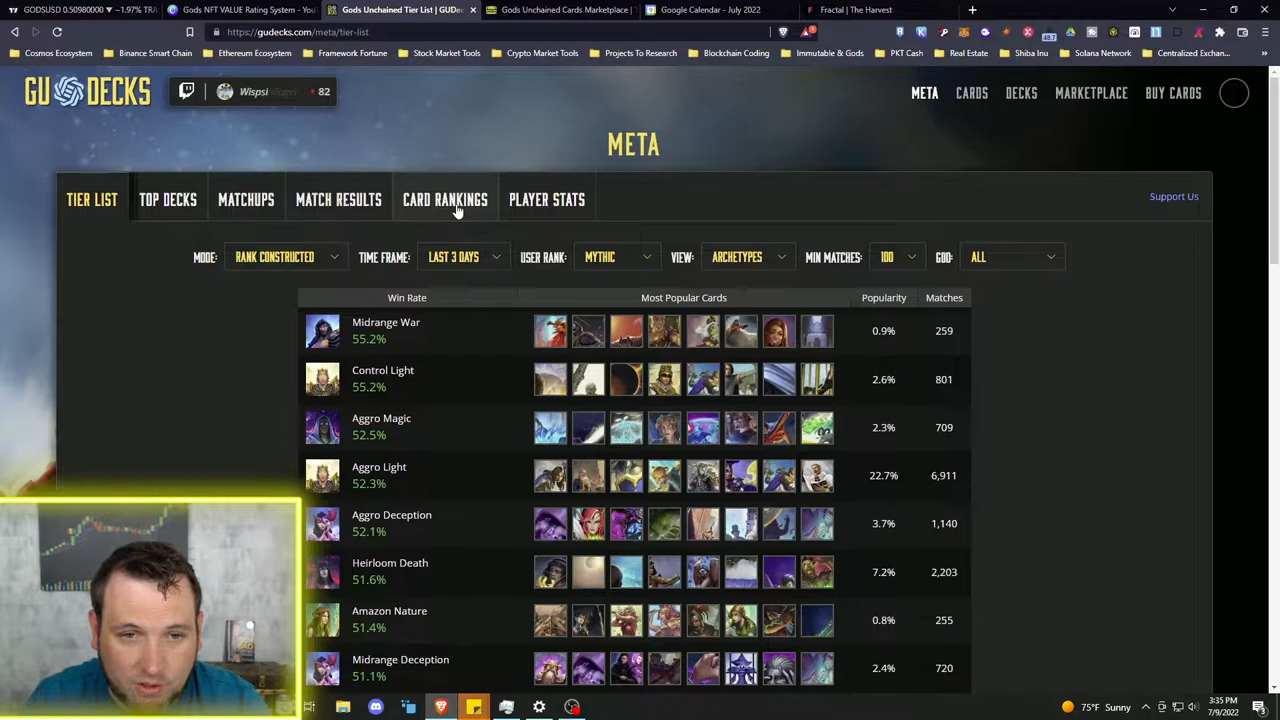 GODSUSD 0.50980000 ▼ −1.97% TRA
Gods NFT VALUE Rating System - You
Gods Unchained Tier List | GUDec
Gods Unchained Cards Marketplace |
Google Calendar - July 2022
Fractal | The Harvest
https://gudecks.com/meta/tier-list
48.7
Cosmos Ecosystem
Binance Smart Chain
Ethereum Ecosystem
Framework Fortune
Stock Market Tools
Crypto Market Tools
Projects To Research
Blockchain Coding
Immutable & Gods
PKT Cash
Real Estate
Shiba Inu
Solana Network
Centralized Exchan...
GU DECKS
Wispsi
82
META
CARDS
DECKS
MARKETPLACE
BUY CARDS
META
TIER LIST
TOP DECKS
MATCHUPS
MATCH RESULTS
CARD RANKINGS
PLAYER STATS
Support Us
MODE: RANK CONSTRUCTED
TIME FRAME: LAST 3 DAYS
USER RANK: MYTHIC
VIEW: ARCHETYPES
MIN MATCHES: 100
GOD: ALL
Win Rate
Most Popular Cards
Popularity
Matches
Midrange War
55.2%
0.9%
259
Control Light
55.2%
2.6%
801
Aggro Magic
52.5%
2.3%
709
Aggro Light
52.3%
22.7%
6,911
Aggro Deception
52.1%
3.7%
1,140
Heirloom Death
51.6%
7.2%
2,203
Amazon Nature
51.4%
0.8%
255
Midrange Deception
51.1%
2.4%
720
75°F Sunny
3:35 PM
7/9/2022